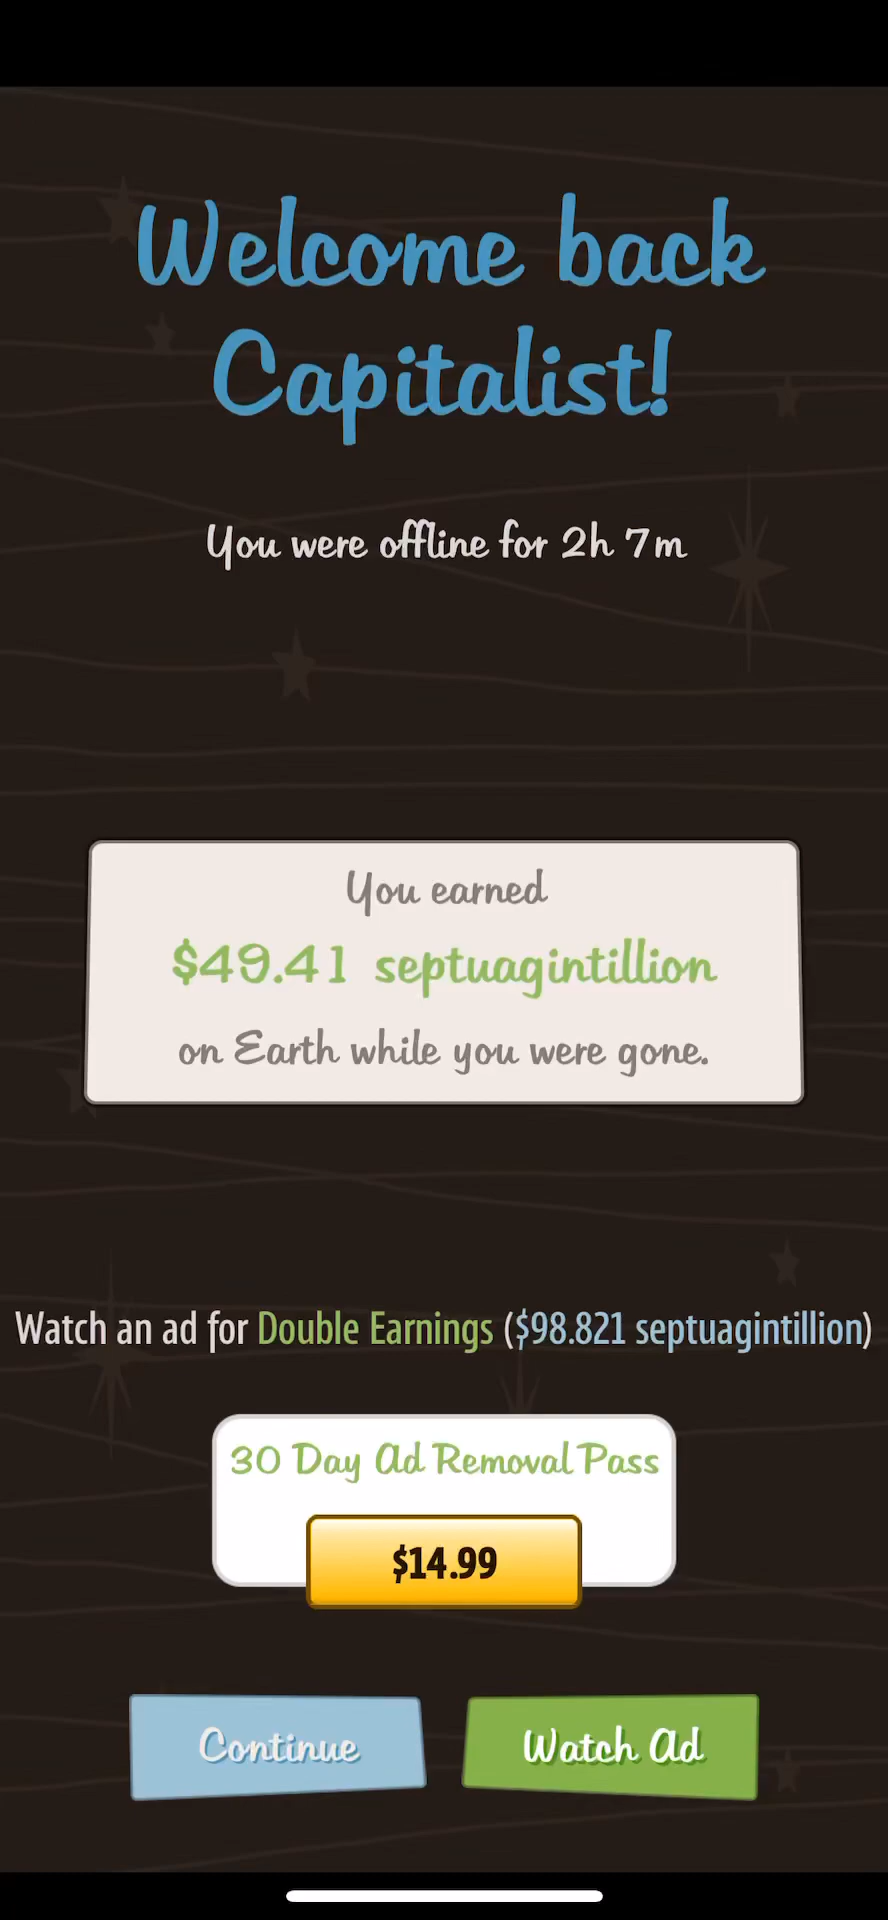 Welcome back
Capitalist!
You were offline for 2h 7m
You earned
$49.41 septuagintillion
on Earth while you were gone.
Watch an ad for Double Earnings ($98.821 septuagintillion)
30 Day Ad Removal Pass
$14.99
Continue
Watch Ad